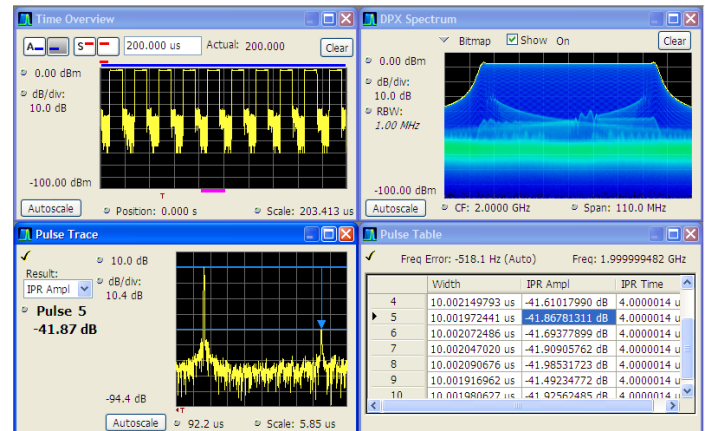 Time Overview
A
S
200.000 us
Actual: 200.000
Clear
0.00 dBm
dB/div:
10.0 dB
-100.00 dBm
T
Autoscale
Position: 0.000 s
Scale: 203.413 us
DPX Spectrum
Bitmap
Show On
Clear
0.00 dBm
dB/div:
10.0 dB
RBW:
1.00 MHz
-100.00 dBm
Autoscale
CF: 2.0000 GHz
Span: 110.0 MHz
Pulse Trace
Result:
IPR Ampl
Pulse 5
-41.87 dB
10.0 dB
dB/div:
10.4 dB
-94.4 dB
T
Autoscale
92.2 us
Scale: 5.85 us
Pulse Table
Freq Error: -518.1 Hz (Auto) Freq: 1.999999482 GHz
Width IPR Ampl IPR Time
4 10.002149793 us -41.61017990 dB 4.0000014 u
5 10.001972441 us -41.86781311 dB 4.0000014 u
6 10.002072486 us -41.69377899 dB 4.0000014 u
7 10.002047020 us -41.90905762 dB 4.0000014 u
8 10.002090676 us -41.98531723 dB 4.0000014 u
9 10.001916962 us -41.49234772 dB 4.0000014 u
10 10.001980627 us -41.92562485 dB 4.0000014 u